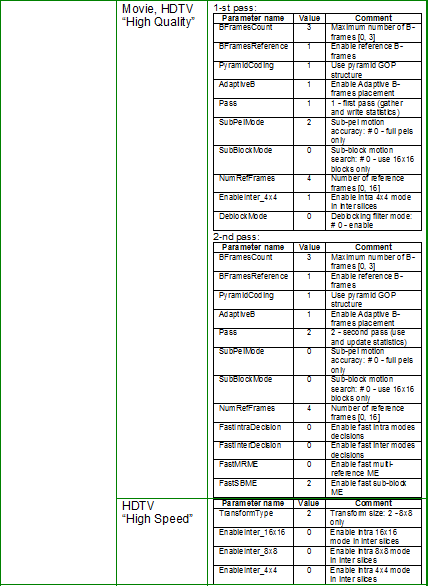 Movie, HDTV
“High Quality”
1-st pass:
Parameter name Value Comment
BFramesCount 3 Maximum number of B-
frames [0, 3]
BFramesReference 1 Enable reference B-
frames
PyramidCoding 1 Use pyramid GOP
structure
AdaptiveB 1 Enable Adaptive B-
frames placement
Pass 1 1 - first pass (gather
and write statistics)
SubPelMode 2 Sub-pel motion
accuracy: # 0 - full pels
only
SubBlockMode 0 Sub-block motion
search: # 0 - use 16x16
blocks only
NumRefFrames 4 Number of reference
frames [0, 16]
EnableInter_4x4 1 Enable Intra 4x4 mode
in Inter slices
DeblockMode 0 Deblocking filter mode:
# 0 - enable
2-nd pass:
Parameter name Value Comment
BFramesCount 3 Maximum number of B-
frames [0, 3]
BFramesReference 1 Enable reference B-
frames
PyramidCoding 1 Use pyramid GOP
structure
AdaptiveB 1 Enable Adaptive B-
frames placement
Pass 2 2 - second pass (use
and update statistics)
SubPelMode 0 Sub-pel motion
accuracy: # 0 - full pels
only
SubBlockMode 0 Sub-block motion
search: # 0 - use 16x16
blocks only
NumRefFrames 4 Number of reference
frames [0, 16]
FastIntraDecision 0 Enable fast Intra modes
decisions
FastInterDecision 0 Enable fast Inter modes
decisions
FastMRME 0 Enable fast multi-
reference ME
FastSBME 2 Enable fast sub-block
ME
HDTV
“High Speed”
Parameter name Value Comment
TransformType 2 Transform size: 2 - 8x8
only
EnableInter_16x16 0 Enable Intra 16x16
mode in Inter slices
EnableInter_8x8 0 Enable Intra 8x8 mode
in Inter slices
EnableInter_4x4 0 Enable Intra 4x4 mode
in Inter slices